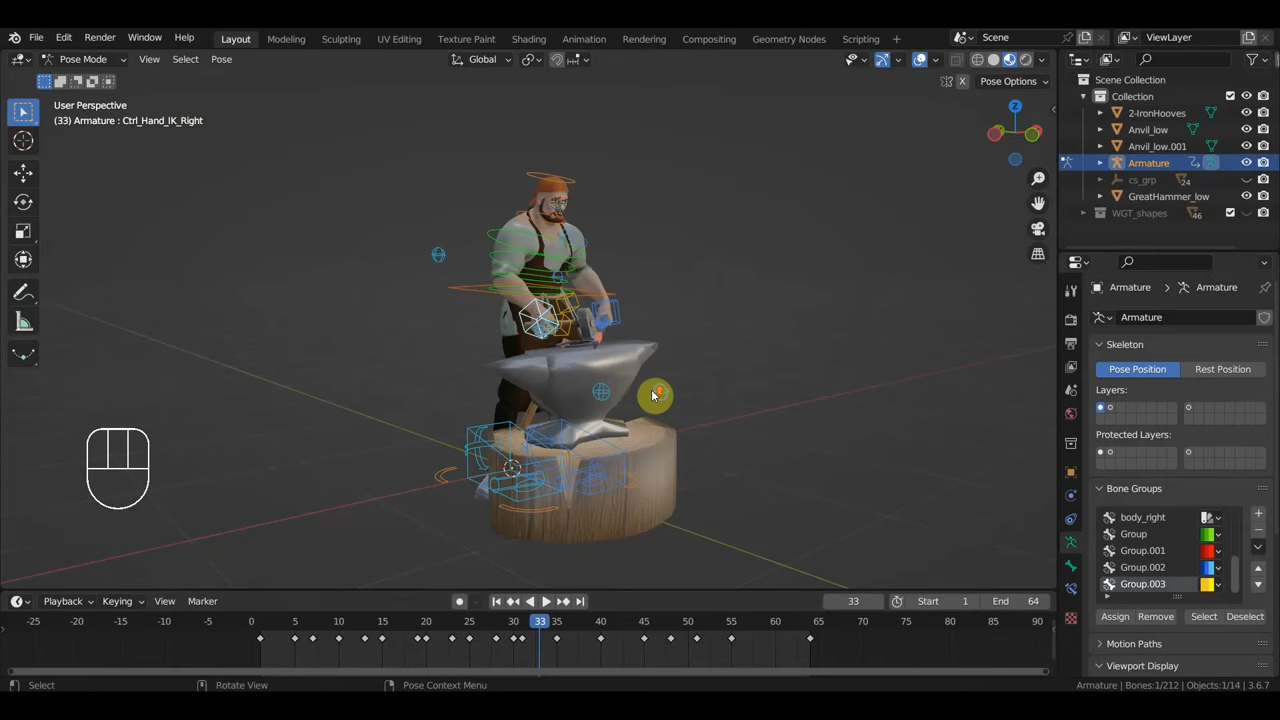 File Edit Render Window Help Layout Modeling Sculpting UV Editing Texture Paint Shading Animation Rendering Compositing Geometry Nodes Scripting + Scene ViewLayer
Pose Mode View Select Pose Global
X Pose Options
Scene Collection
User Perspective
(33) Armature : Ctrl_Hand_IK_Right
Z
Collection
2-IronHooves
Anvil_low
Anvil_low.001
Armature
cs_grp 24
GreatHammer_low
WGT_shapes 46
Armature > Armature
Armature
Skeleton
Pose Position Rest Position
Layers:
Protected Layers:
Bone Groups
body_right
Group
Group.001
Group.002
Group.003
Assign Remove Select Deselect
Motion Paths
Viewport Display
Playback Keying View Marker 33 Start 1 End 64
-25 -20 -15 -10 -5 0 5 10 15 20 25 30 33 35 40 45 50 55 60 65 70 75 80 85 90
Select Rotate View Pose Context Menu Armature | Bones:1/212 | Objects:1/14 | 3.6.7